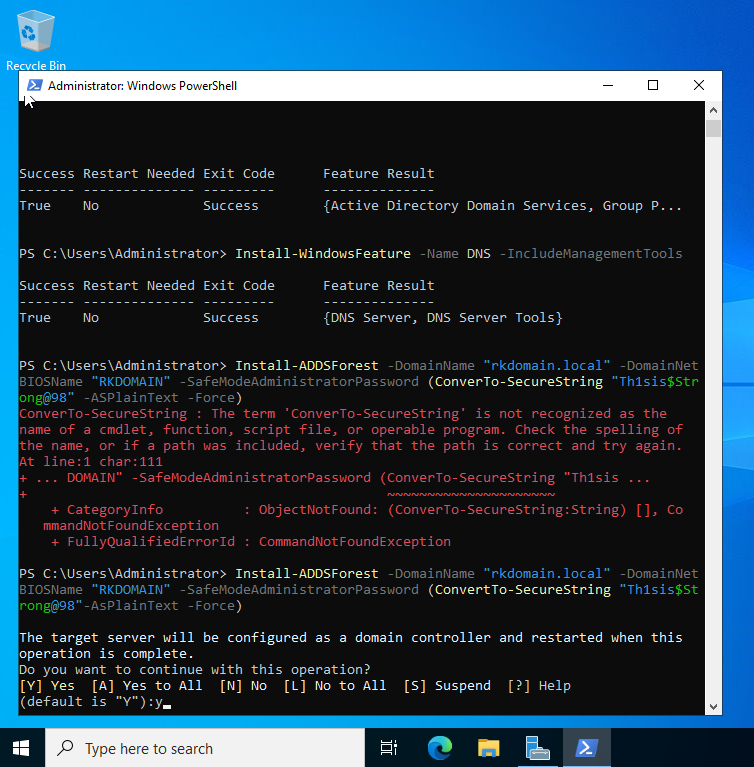 Recycle Bin
Administrator: Windows PowerShell
Success Restart Needed Exit Code      Feature Result
------- -------------- ---------      --------------
True    No             Success        {Active Directory Domain Services, Group P...
PS C:\Users\Administrator> Install-WindowsFeature -Name DNS -IncludeManagementTools
Success Restart Needed Exit Code      Feature Result
------- -------------- ---------      --------------
True    No             Success        {DNS Server, DNS Server Tools}
PS C:\Users\Administrator> Install-ADDSForest -DomainName "rkdomain.local" -DomainNet
BIOSName "RKDOMAIN" -SafeModeAdministratorPassword (ConverTo-SecureString "Th1sis$Str
ong@98" -ASPlainText -Force)
ConverTo-SecureString : The term 'ConverTo-SecureString' is not recognized as the
name of a cmdlet, function, script file, or operable program. Check the spelling of
the name, or if a path was included, verify that the path is correct and try again.
At line:1 char:111
+ ... DOMAIN" -SafeModeAdministratorPassword (ConverTo-SecureString "Th1sis ...
+                                             ~~~~~~~~~~~~~~~~~~~~~
    + CategoryInfo          : ObjectNotFound: (ConverTo-SecureString:String) [], Co
   mmandNotFoundException
    + FullyQualifiedErrorId : CommandNotFoundException
PS C:\Users\Administrator> Install-ADDSForest -DomainName "rkdomain.local" -DomainNet
BIOSName "RKDOMAIN" -SafeModeAdministratorPassword (ConvertTo-SecureString "Th1sis$St
rong@98"-AsPlainText -Force)
The target server will be configured as a domain controller and restarted when this
operation is complete.
Do you want to continue with this operation?
[Y] Yes  [A] Yes to All  [N] No  [L] No to All  [S] Suspend  [?] Help
(default is "Y"):y
Type here to search